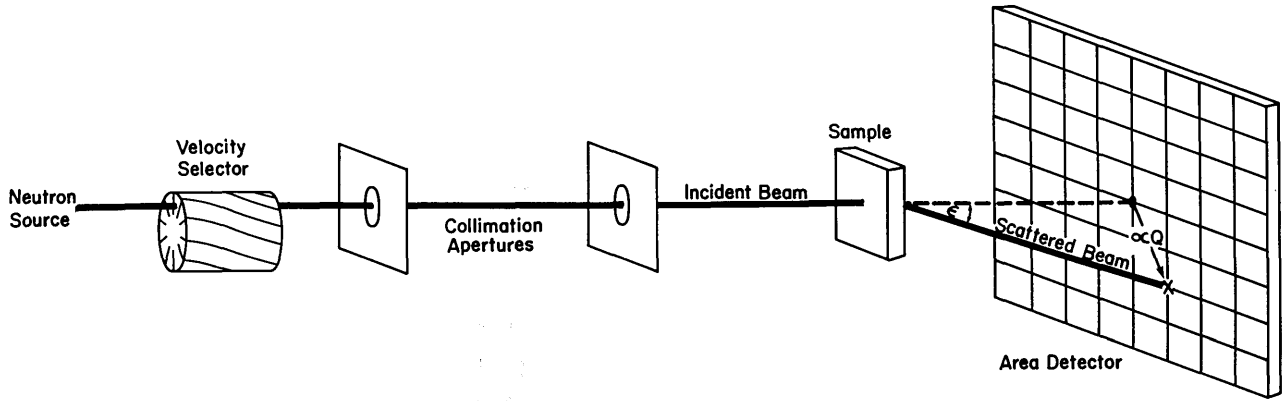 Neutron
Source
Velocity
Selector
Collimation
Apertures
Incident Beam
Sample
ε
Scattered Beam
∝Q
X
Area Detector